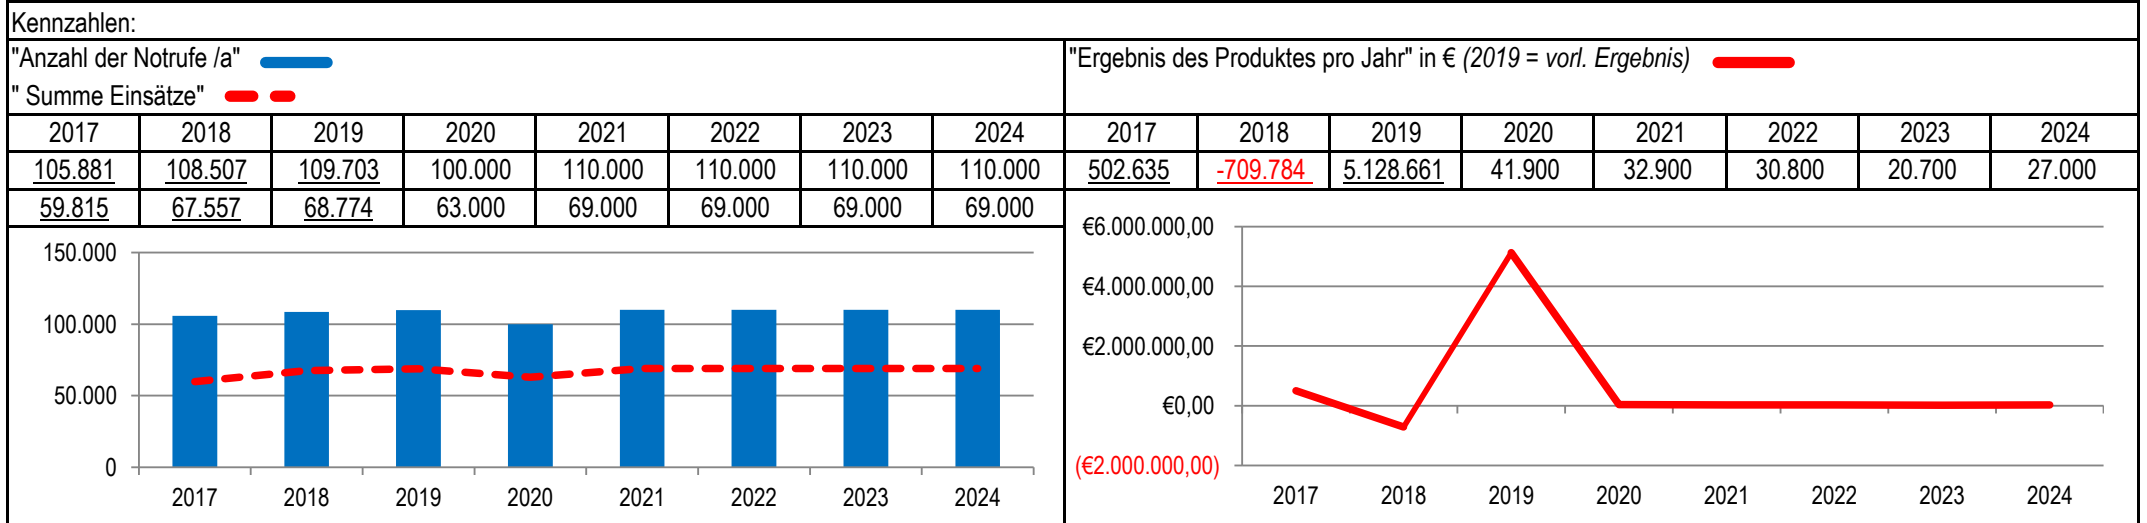 Kennzahlen:
"Anzahl der Notrufe /a"
" Summe Einsätze"
2017 2018 2019 2020 2021 2022 2023 2024
105.881 108.507 109.703 100.000 110.000 110.000 110.000 110.000
59.815 67.557 68.774 63.000 69.000 69.000 69.000 69.000
150.000
100.000
50.000
0
2017 2018 2019 2020 2021 2022 2023 2024
"Ergebnis des Produktes pro Jahr" in € (2019 = vorl. Ergebnis)
2017 2018 2019 2020 2021 2022 2023 2024
502.635 -709.784 5.128.661 41.900 32.900 30.800 20.700 27.000
€6.000.000,00
€4.000.000,00
€2.000.000,00
€0,00
(€2.000.000,00)
2017 2018 2019 2020 2021 2022 2023 2024